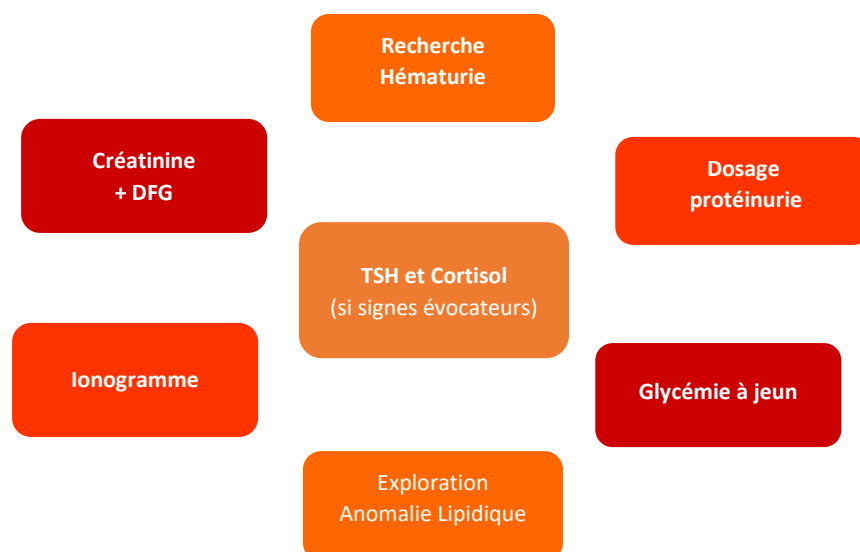 Recherche
Hématurie
Créatinine
+ DFG
Dosage
protéinurie
TSH et Cortisol
(si signes évocateurs)
Ionogramme
Glycémie à jeun
Exploration
Anomalie Lipidique